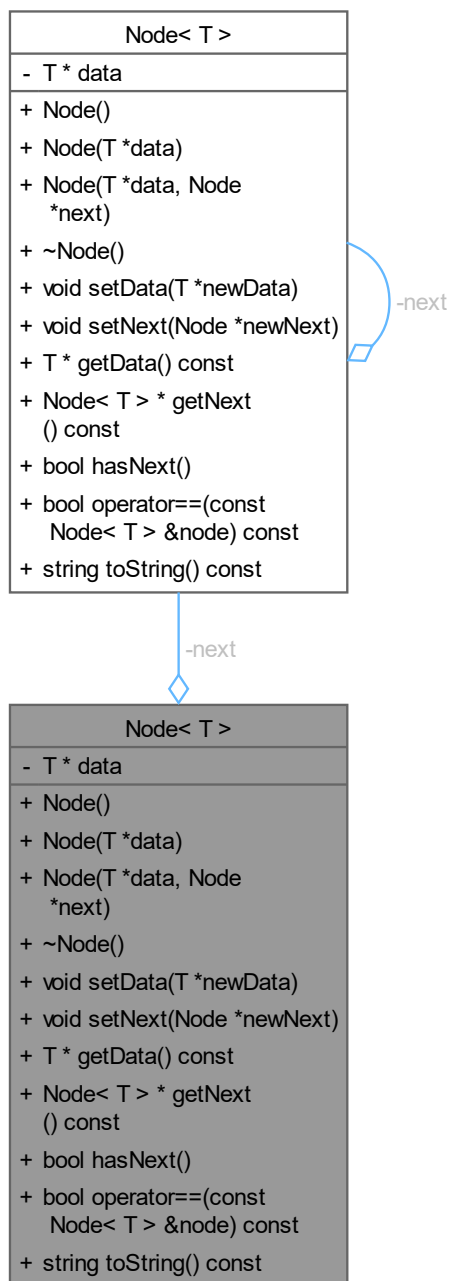 Node< T >
- T * data
+ Node()
+ Node(T *data)
+ Node(T *data, Node
*next)
+ ~Node()
+ void setData(T *newData)
+ void setNext(Node *newNext)
+ T * getData() const
+ Node< T > * getNext
() const
+ bool hasNext()
+ bool operator==(const
Node< T > &node) const
+ string toString() const
-next
-next
Node< T >
- T * data
+ Node()
+ Node(T *data)
+ Node(T *data, Node
*next)
+ ~Node()
+ void setData(T *newData)
+ void setNext(Node *newNext)
+ T * getData() const
+ Node< T > * getNext
() const
+ bool hasNext()
+ bool operator==(const
Node< T > &node) const
+ string toString() const